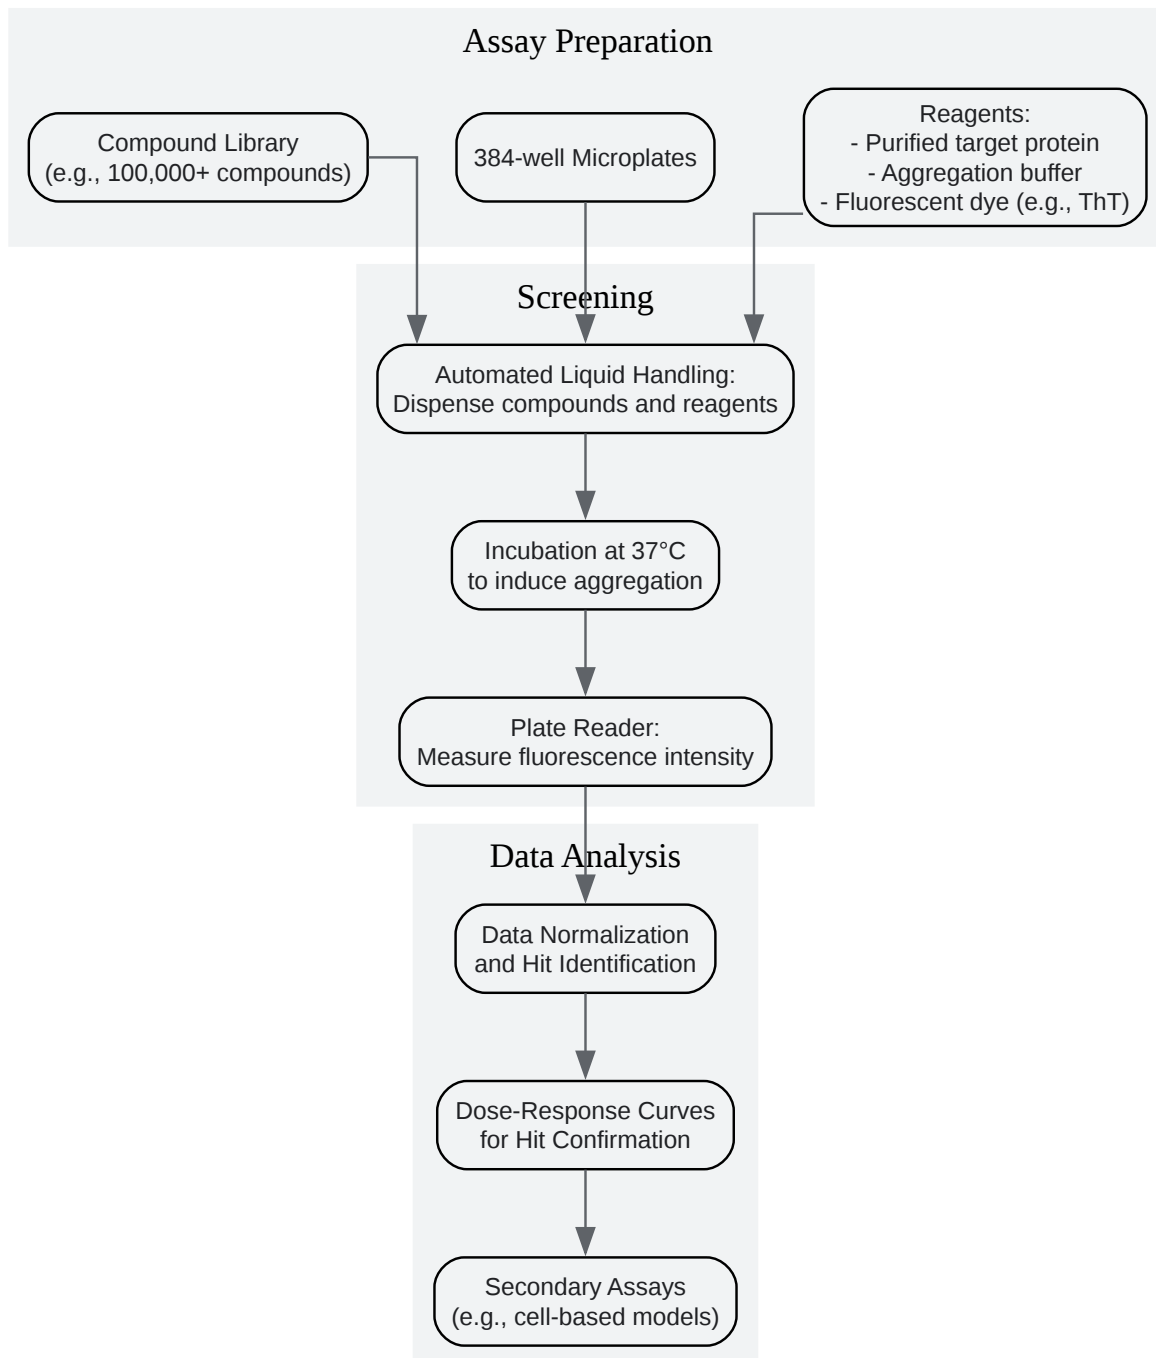 Assay Preparation
Compound Library
(e.g., 100,000+ compounds)
384-well Microplates
Reagents:
- Purified target protein
- Aggregation buffer
- Fluorescent dye (e.g., ThT)
Screening
Automated Liquid Handling:
Dispense compounds and reagents
Incubation at 37°C
to induce aggregation
Plate Reader:
Measure fluorescence intensity
Data Analysis
Data Normalization
and Hit Identification
Dose-Response Curves
for Hit Confirmation
Secondary Assays
(e.g., cell-based models)